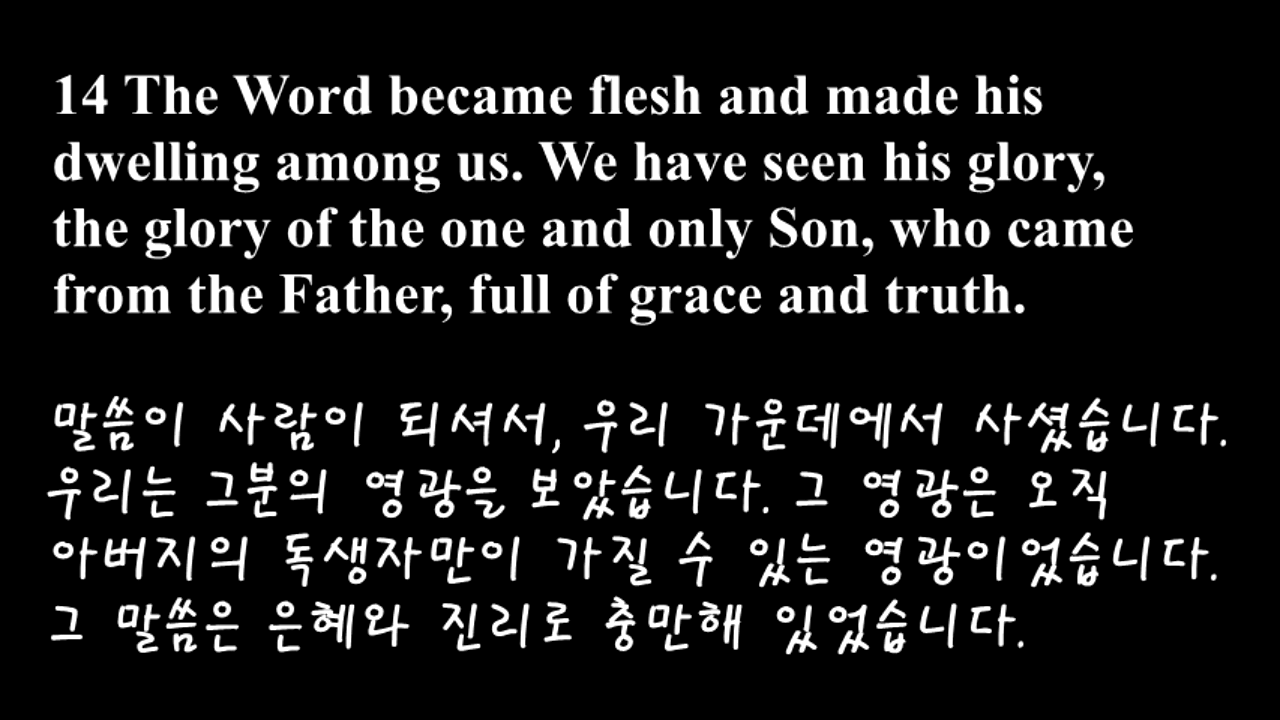 14 The Word became flesh and made his
dwelling among us. We have seen his glory,
the glory of the one and only Son, who came
from the Father, full of grace and truth.
말씀이 사람이 되셔서, 우리 가운데에서 사셨습니다.
우리는 그분의 영광을 보았습니다. 그 영광은 오직
아버지의 독생자만이 가질 수 있는 영광이었습니다.
그 말씀은 은혜와 진리로 충만해 있었습니다.